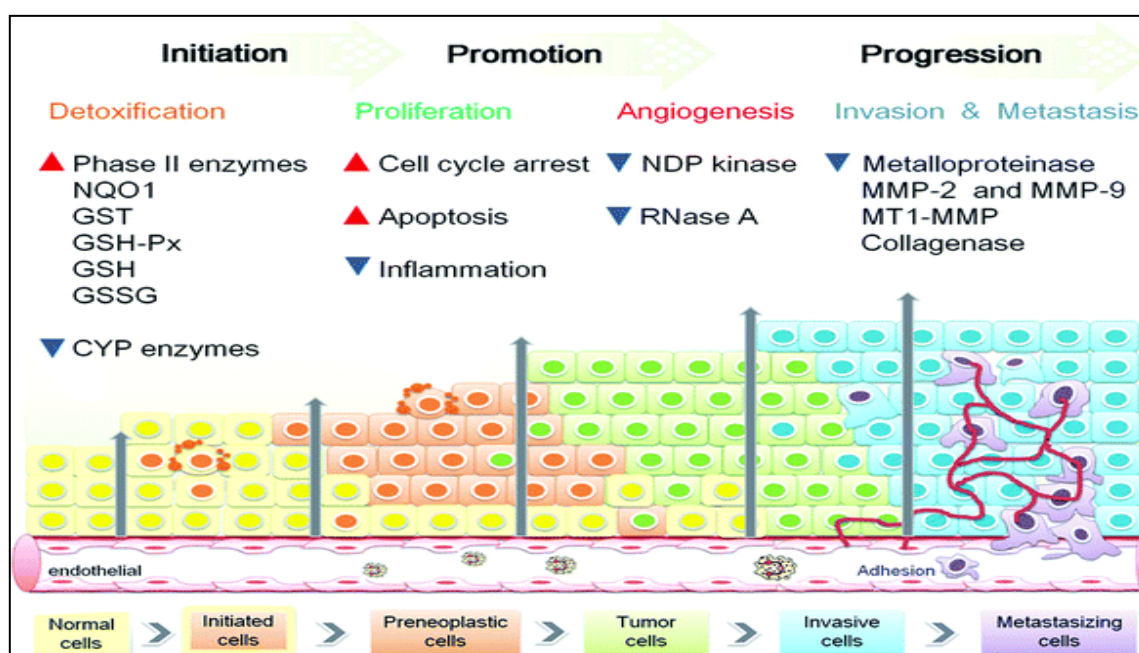 Initiation
Promotion
Progression
Detoxification
Proliferation
Angiogenesis
Invasion & Metastasis
Phase II enzymes
NQO1
GST
GSH-Px
GSH
GSSG
CYP enzymes
Cell cycle arrest
Apoptosis
Inflammation
NDP kinase
RNase A
Metalloproteinase
MMP-2 and MMP-9
MT1-MMP
Collagenase
endothelial
Adhesion
Normal
cells
Initiated
cells
Preneoplastic
cells
Tumor
cells
Invasive
cells
Metastasizing
cells